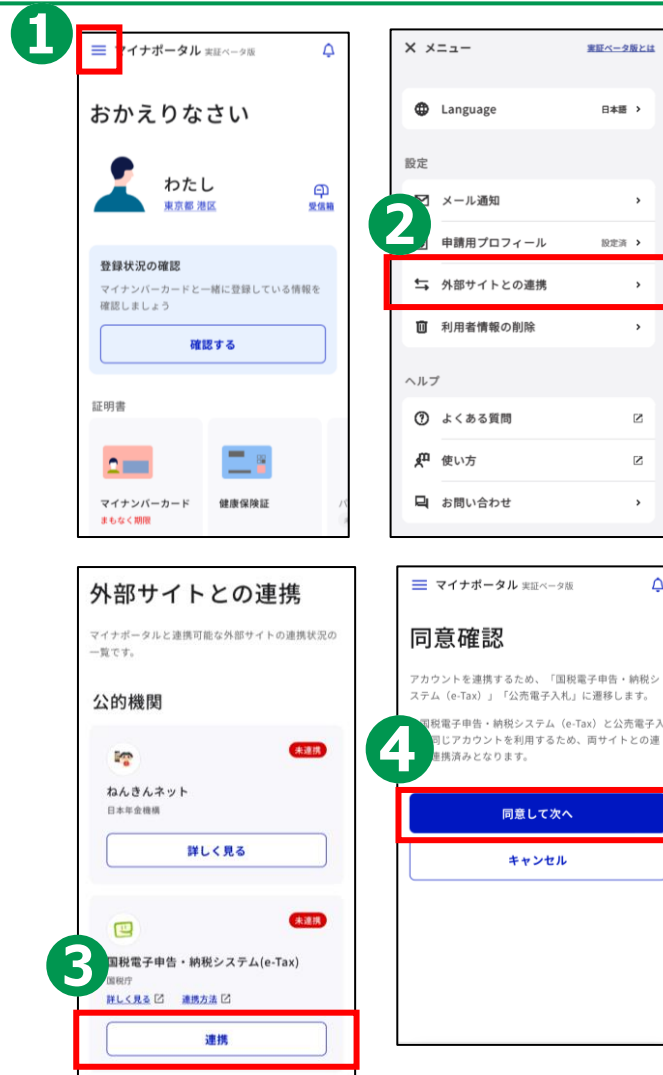 1
マイナポータル 実証ベータ版
おかえりなさい
わたし
東京都 港区
受信箱
登録状況の確認
マイナンバーカードと一緒に登録している情報を
確認しましょう
確認する
証明書
マイナンバーカード
まもなく期限
健康保険証
2
メニュー
実証ベータ版とは
Language
日本語
設定
メール通知
申請用プロフィール
設定済
外部サイトとの連携
利用者情報の削除
ヘルプ
よくある質問
使い方
お問い合わせ
3
外部サイトとの連携
マイナポータルと連携可能な外部サイトの連携状況の
一覧です。
公的機関
未連携
ねんきんネット
日本年金機構
詳しく見る
未連携
国税電子申告・納税システム(e-Tax)
国税庁
詳しく見る 連携方法
連携
4
マイナポータル 実証ベータ版
同意確認
アカウントを連携するため、「国税電子申告・納税シ
ステム（e-Tax）」「公売電子入札」に遷移します。
国税電子申告・納税システム（e-Tax）と公売電子入
同じアカウントを利用するため、両サイトとの連
連携済みとなります。
同意して次へ
キャンセル